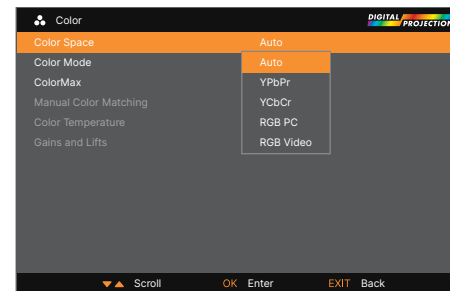 Color
DIGITAL
PROJECTION
Color Space Auto
Color Mode Auto
ColorMax YPbPr
Manual Color Matching YCbCr
Color Temperature RGB PC
Gains and Lifts RGB Video
Scroll OK Enter EXIT Back